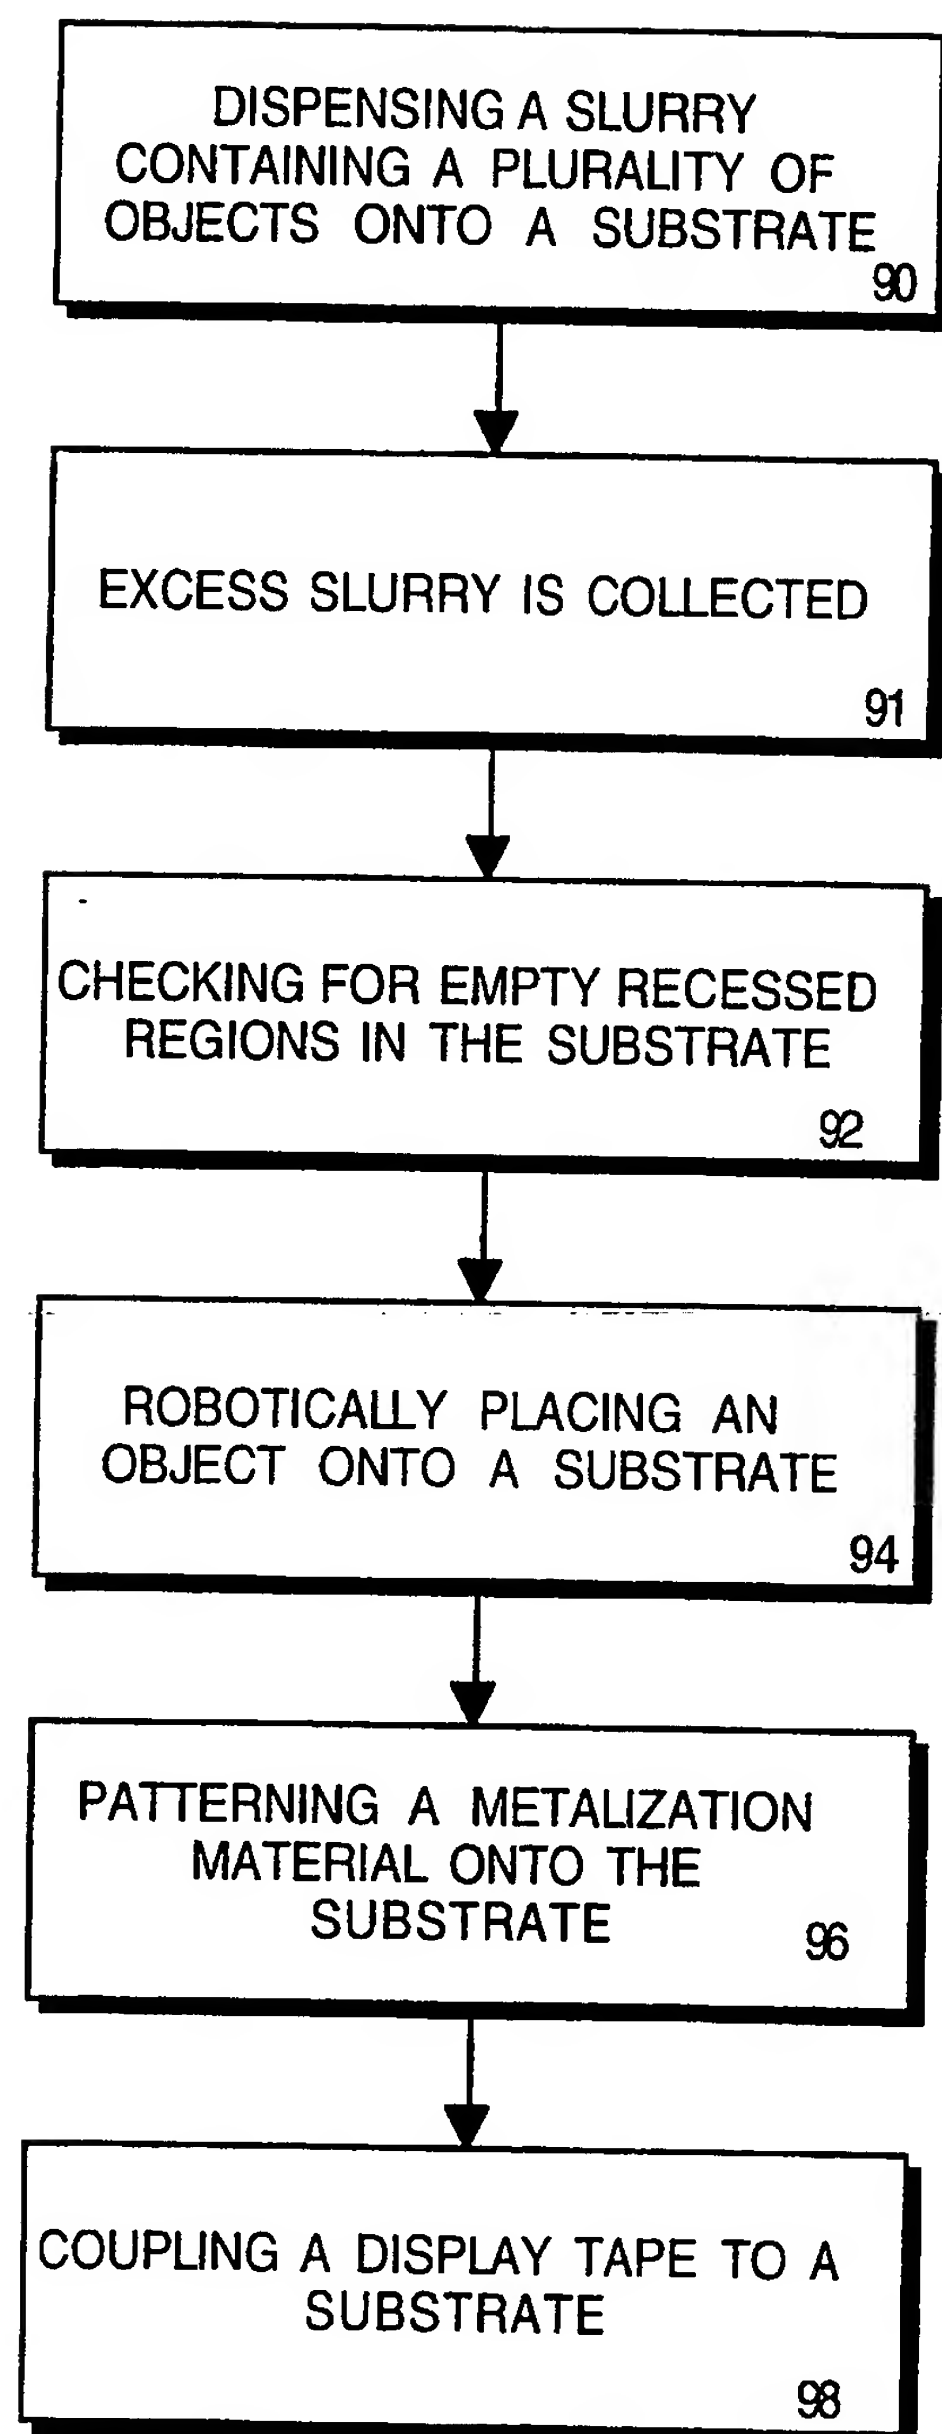 DISPENSING A SLURRY
CONTAINING A PLURALITY OF
OBJECTS ONTO A SUBSTRATE
90
EXCESS SLURRY IS COLLECTED
91
CHECKING FOR EMPTY RECESSED
REGIONS IN THE SUBSTRATE
92
ROBOTICALLY PLACING AN
OBJECT ONTO A SUBSTRATE
94
PATTERNING A METALIZATION
MATERIAL ONTO THE
SUBSTRATE
96
COUPLING A DISPLAY TAPE TO A
SUBSTRATE
98